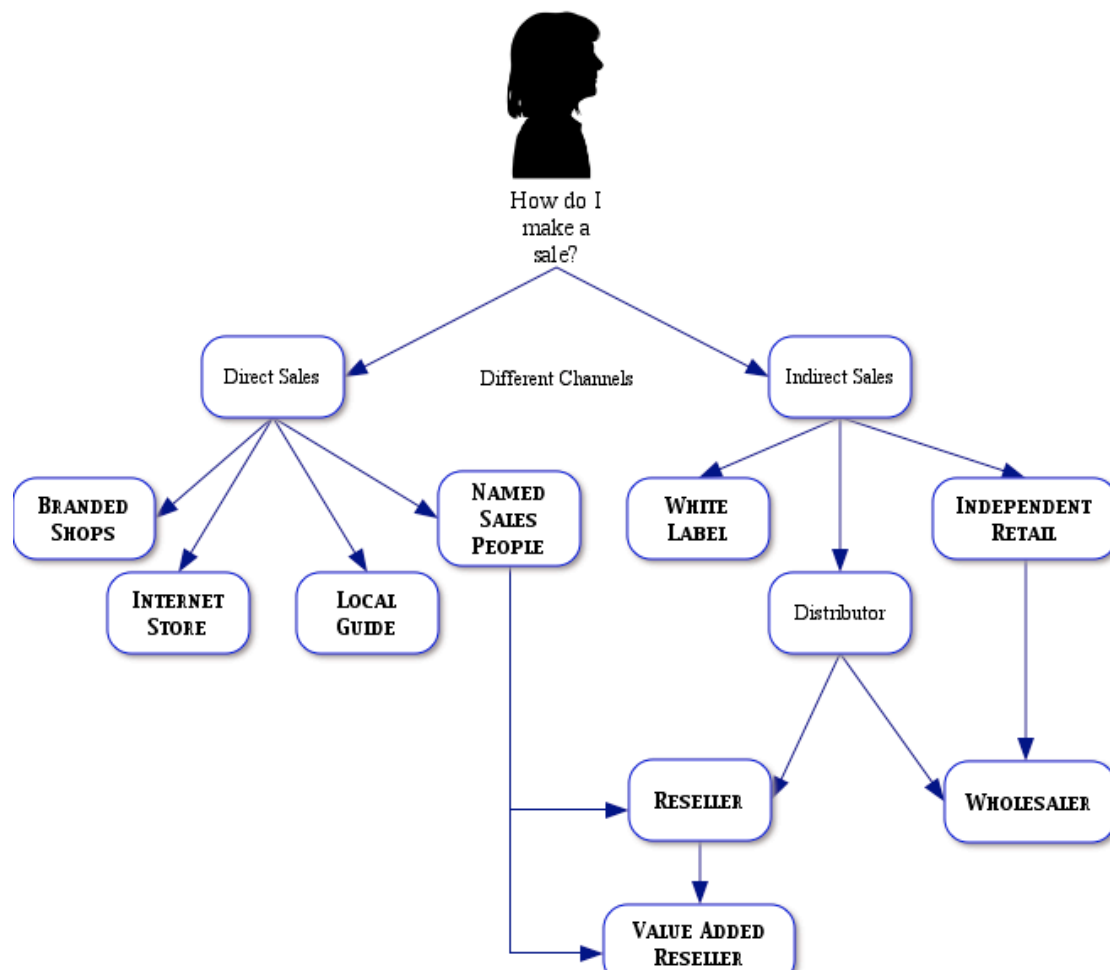 How do I
make a
sale?
Direct Sales
Different Channels
Indirect Sales
BRANDED
SHOPS
NAMED
SALES
PEOPLE
WHITE
LABEL
INDEPENDENT
RETAIL
INTERNET
STORE
LOCAL
GUIDE
Distributor
RESELLER
WHOLESALER
VALUE ADDED
RESELLER